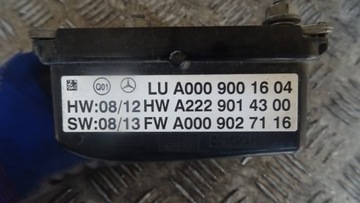 Q01 LU A000 900 16 04
HW:08/12 HW A222 901 43 00
SW:08/13 FW A000 902 71 16